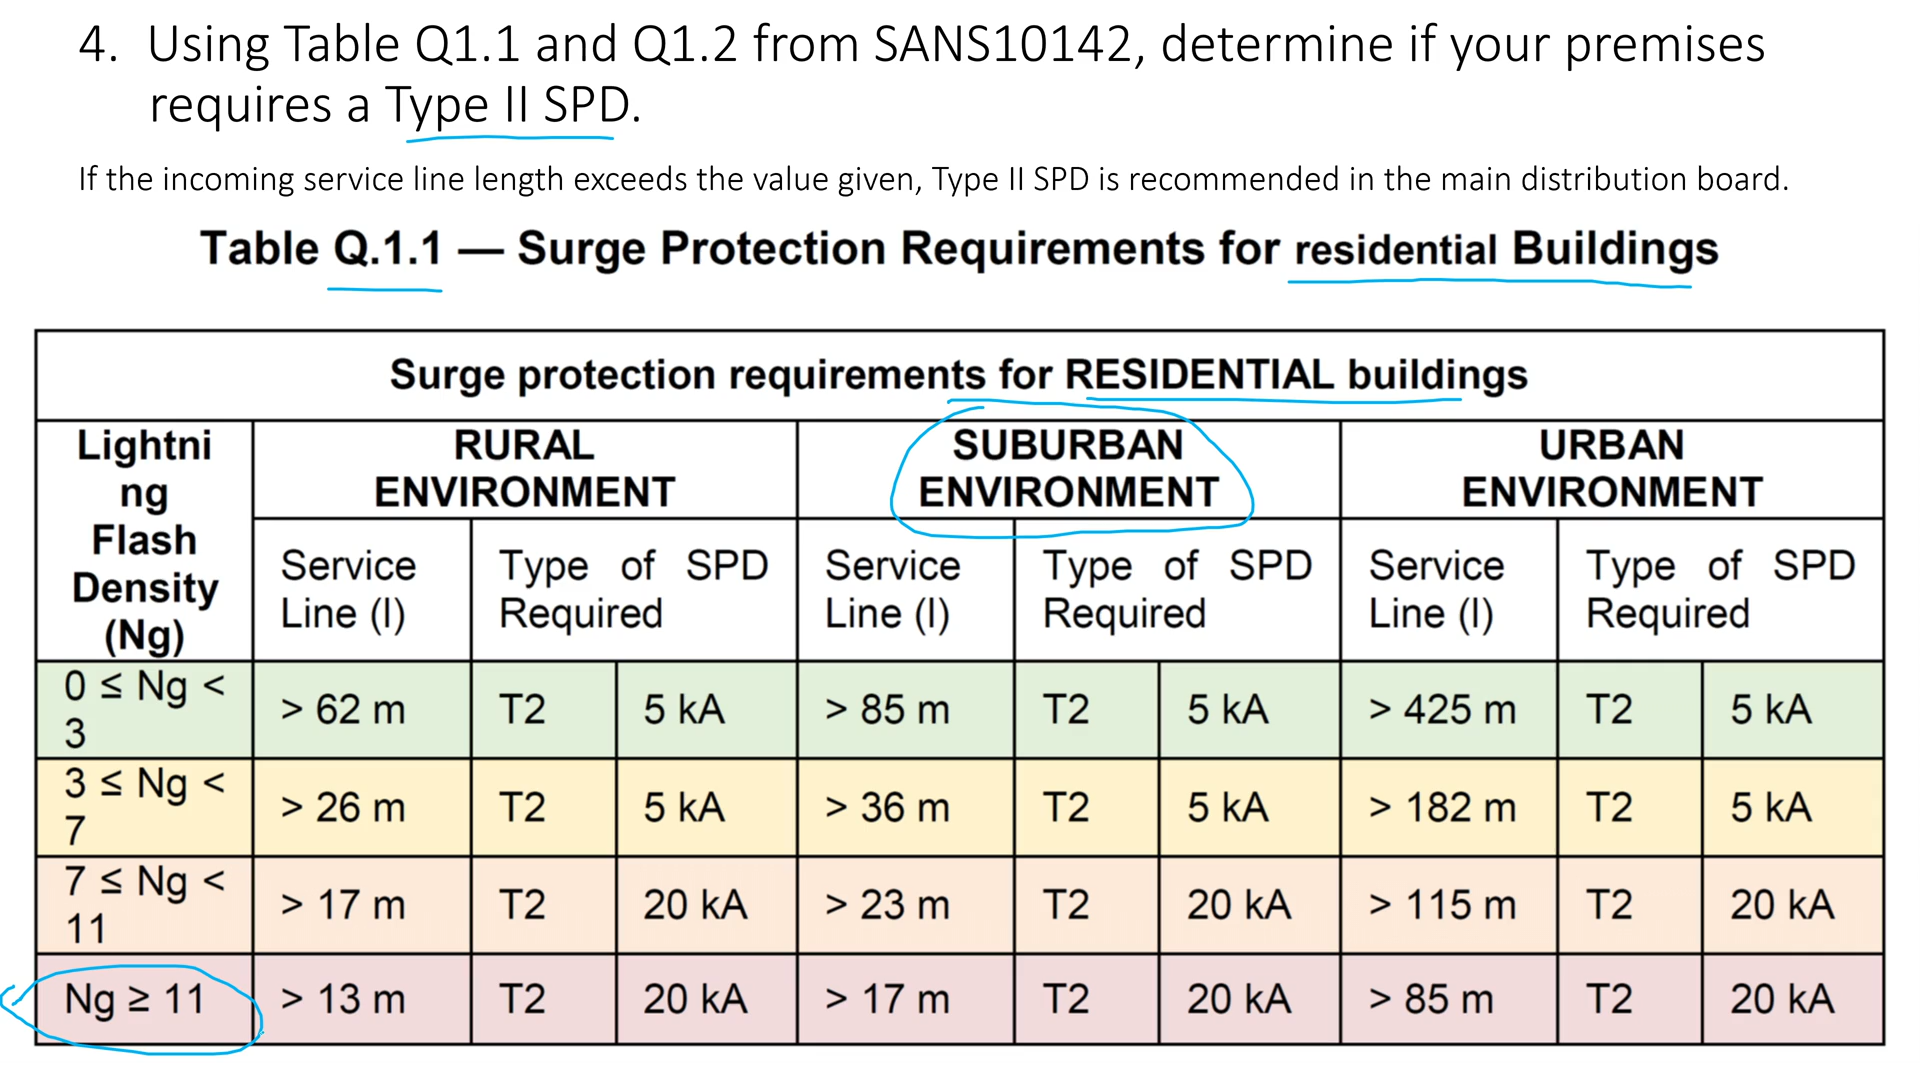 4. Using Table Q1.1 and Q1.2 from SANS10142, determine if your premises
requires a Type II SPD.
If the incoming service line length exceeds the value given, Type II SPD is recommended in the main distribution board.
Table Q.1.1 — Surge Protection Requirements for residential Buildings
Surge protection requirements for RESIDENTIAL buildings
Lightni
ng
Flash
Density
(Ng)
RURAL
ENVIRONMENT
SUBURBAN
ENVIRONMENT
URBAN
ENVIRONMENT
Service
Line (l)
Type of SPD
Required
Service
Line (l)
Type of SPD
Required
Service
Line (l)
Type of SPD
Required
0 ≤ Ng <
3
> 62 m T2 5 kA > 85 m T2 5 kA > 425 m T2 5 kA
3 ≤ Ng <
7
> 26 m T2 5 kA > 36 m T2 5 kA > 182 m T2 5 kA
7 ≤ Ng <
11
> 17 m T2 20 kA > 23 m T2 20 kA > 115 m T2 20 kA
Ng ≥ 11 > 13 m T2 20 kA > 17 m T2 20 kA > 85 m T2 20 kA